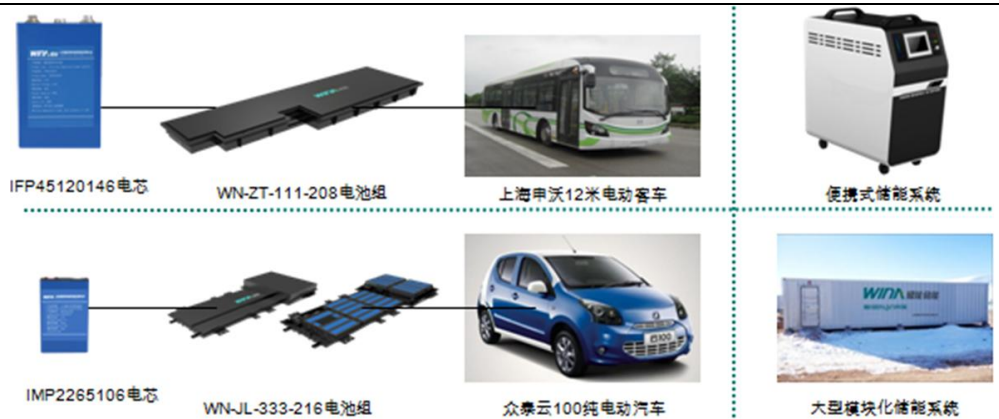 IFP45120146电芯
WN-ZT-111-208电池组
上海申沃12米电动客车
便携式储能系统
WINA
IMP2265106电芯
WN-JL-333-216电池组
众泰云100纯电动汽车
大型模块化储能系统